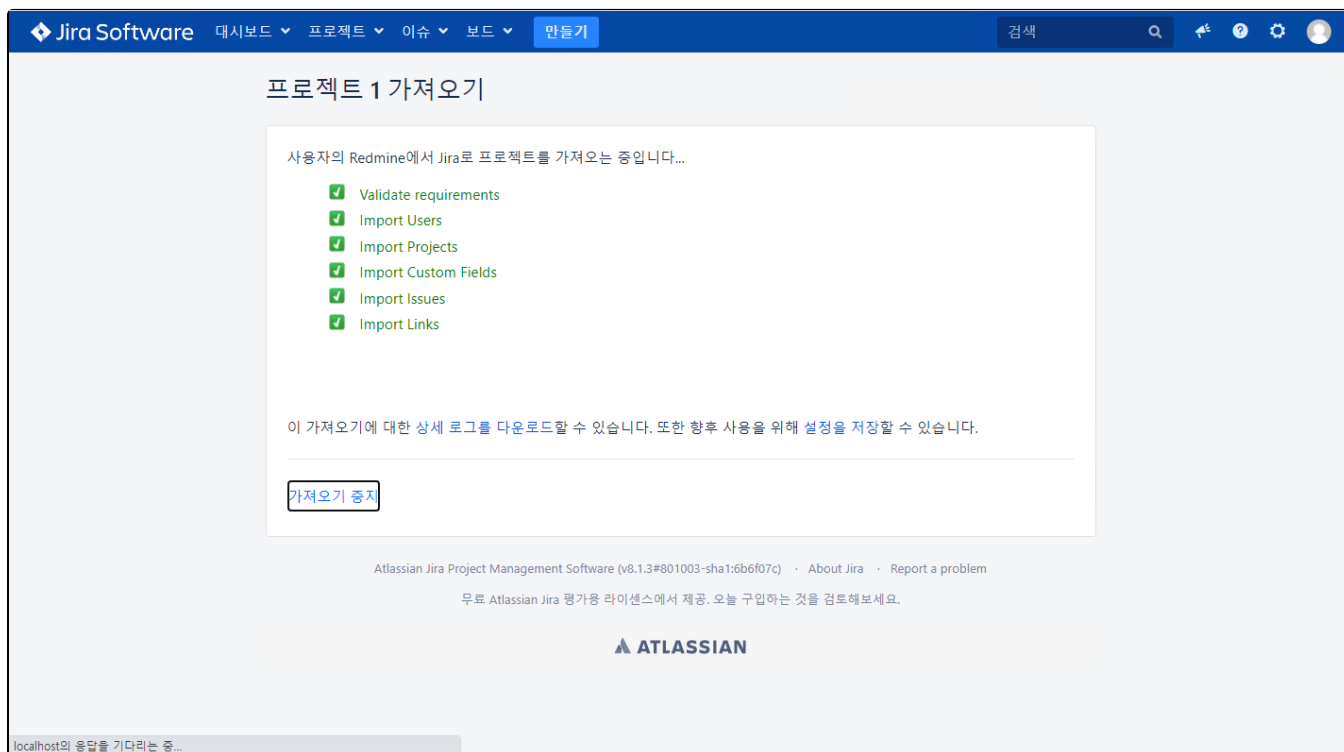 Jira Software 대시보드 프로젝트 이슈 보드 만들기 검색
프로젝트 1 가져오기
사용자의 Redmine에서 Jira로 프로젝트를 가져오는 중입니다...
Validate requirements
Import Users
Import Projects
Import Custom Fields
Import Issues
Import Links
이 가져오기에 대한 상세 로그를 다운로드할 수 있습니다. 또한 향후 사용을 위해 설정을 저장할 수 있습니다.
가져오기 중지
Atlassian Jira Project Management Software (v8.1.3#801003-sha1:6b6f07c) · About Jira · Report a problem
무료 Atlassian Jira 평가용 라이센스에서 제공. 오늘 구입하는 것을 검토해보세요.
ATLASSIAN
localhost의 응답을 기다리는 중...